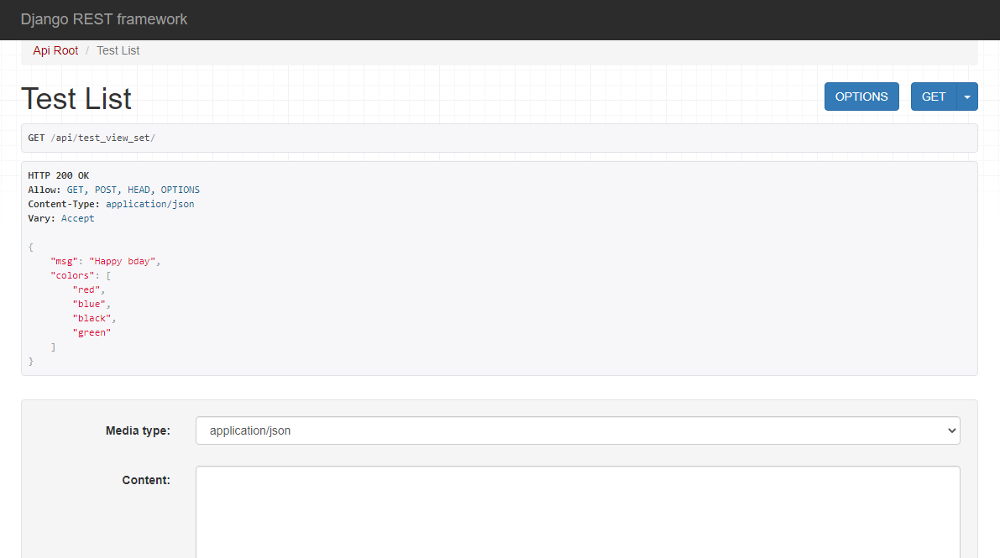 Django REST framework
Api Root / Test List
Test List
OPTIONS
GET
GET /api/test_view_set/
HTTP 200 OK
Allow: GET, POST, HEAD, OPTIONS
Content-Type: application/json
Vary: Accept
{
    "msg": "Happy bday",
    "colors": [
        "red",
        "blue",
        "black",
        "green"
    ]
}
Media type:
application/json
Content: